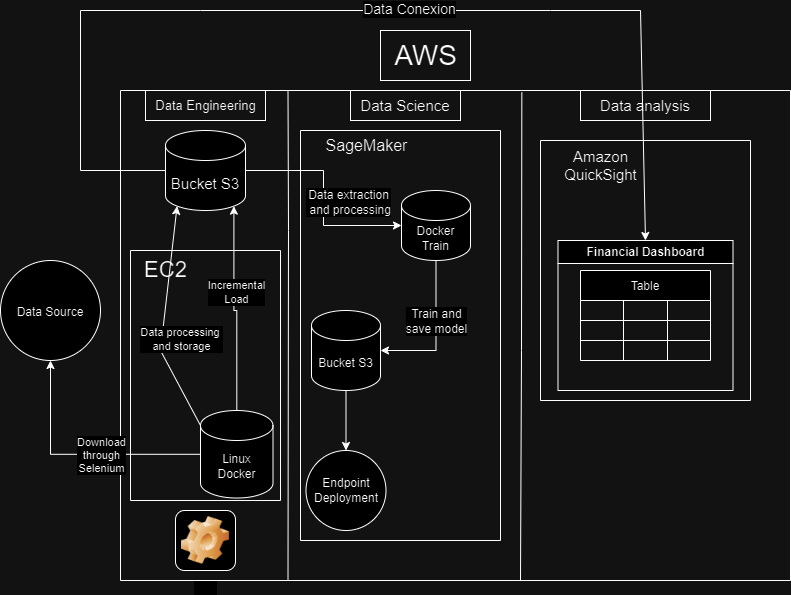 Data Conexion
AWS
Data Engineering
Data Science
Data analysis
SageMaker
Amazon
QuickSight
Bucket S3
Data extraction
and processing
Docker
Train
Financial Dashboard
EC2
Incremental
Load
Table
Data Source
Data processing
and storage
Train and
save model
Bucket S3
Download
through
Selenium
Linux
Docker
Endpoint
Deployment